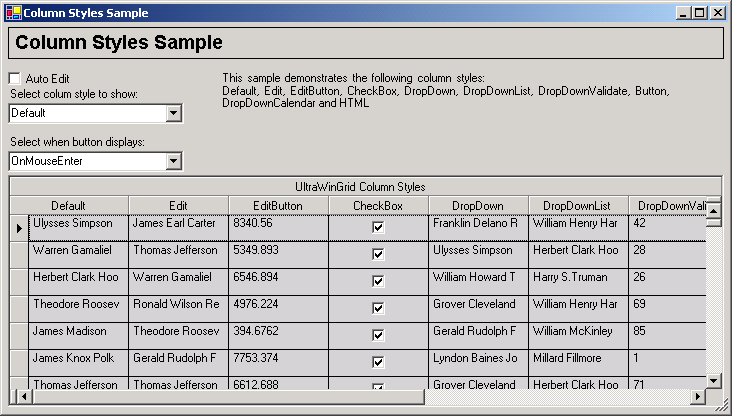 Column Styles Sample
Column Styles Sample
Auto Edit
Select colum style to show:
Default
This sample demonstrates the following column styles:
Default, Edit, EditButton, CheckBox, DropDown, DropDownList, DropDownValidate, Button,
DropDownCalendar and HTML
Select when button displays:
OnMouseEnter
UltraWinGrid Column Styles
Default Edit EditButton CheckBox DropDown DropDownList DropDownVali
Ulysses Simpson James Earl Carter 8340.56 Franklin Delano R William Henry Har 42
Warren Gamaliel Thomas Jefferson 5349.893 Ulysses Simpson Herbert Clark Hoo 28
Herbert Clark Hoo Warren Gamaliel 6546.894 William Howard T Harry S.Truman 26
Theodore Roosev Ronald Wilson Re 4976.224 Grover Cleveland William Henry Har 69
James Madison Theodore Roosev 394.6762 Gerald Rudolph F William McKinley 85
James Knox Polk Gerald Rudolph F 7753.374 Lyndon Baines Jo Millard Fillmore 1
Thomas Jefferson Thomas Jefferson 6612.688 Grover Cleveland Herbert Clark Hoo 71